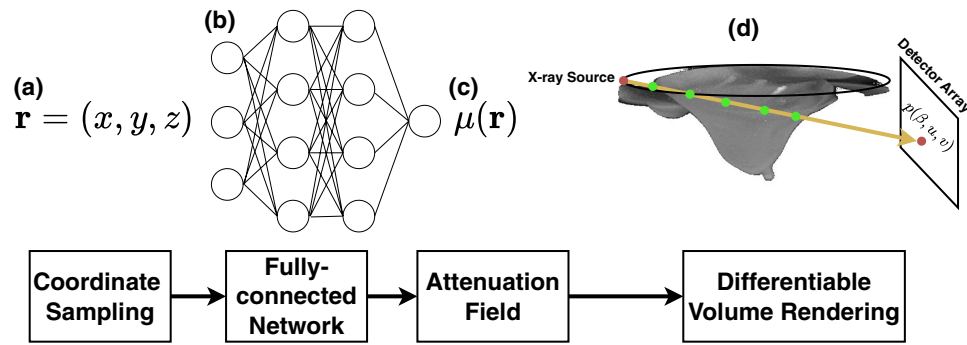 (a)
r = (x, y, z)
(b)
(c)
μ(r)
(d)
X-ray Source
Detector Array
p(β, u, v)
Coordinate
Sampling
Fully-
connected
Network
Attenuation
Field
Differentiable
Volume Rendering